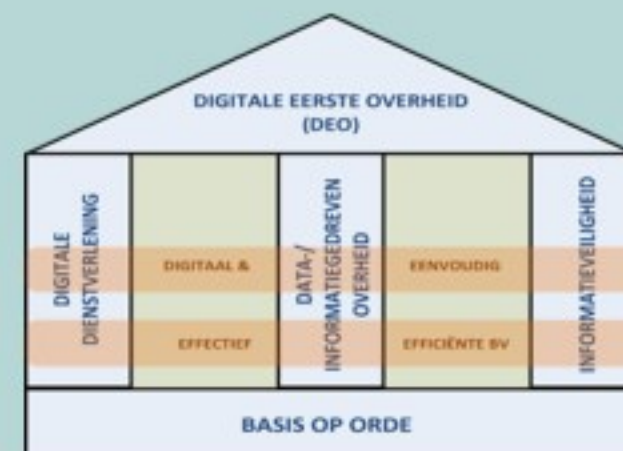 DIGITALE EERSTE OVERHEID
(DEO)
DIGITALE
DIENSTVERLENING
DIGITAAL &
EFFECTIEF
DATA-/
INFORMATIEGEDREVEN
OVERHEID
EENVOUDIG
EFFICIËNTE BV
INFORMATIEVEILIGHEID
BASIS OP ORDE